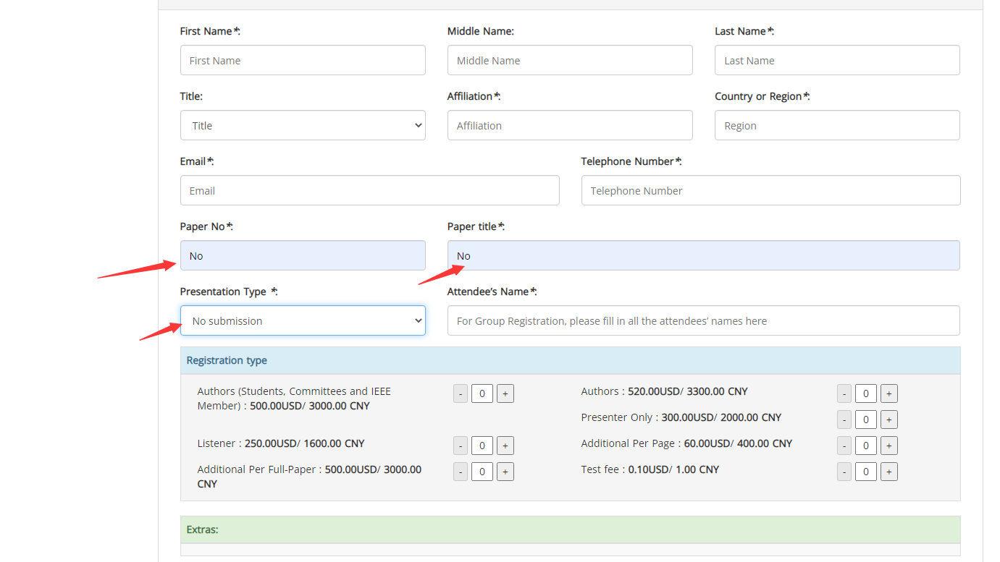 First Name*:
Middle Name:
Last Name*:
First Name
Middle Name
Last Name
Title:
Affiliation*:
Country or Region*:
Title
Affiliation
Region
Email*:
Telephone Number*:
Email
Telephone Number
Paper No*:
Paper title*:
No
No
Presentation Type *:
Attendee’s Name*:
No submission
For Group Registration, please fill in all the attendees’ names here
Registration type
Authors (Students, Committees and IEEE
Member) : 500.00USD/ 3000.00 CNY
- 0 +
Authors : 520.00USD/ 3300.00 CNY
- 0 +
Presenter Only : 300.00USD/ 2000.00 CNY
- 0 +
Listener : 250.00USD/ 1600.00 CNY
- 0 +
Additional Per Page : 60.00USD/ 400.00 CNY
- 0 +
Additional Per Full-Paper : 500.00USD/ 3000.00
CNY
- 0 +
Test fee : 0.10USD/ 1.00 CNY
- 0 +
Extras: